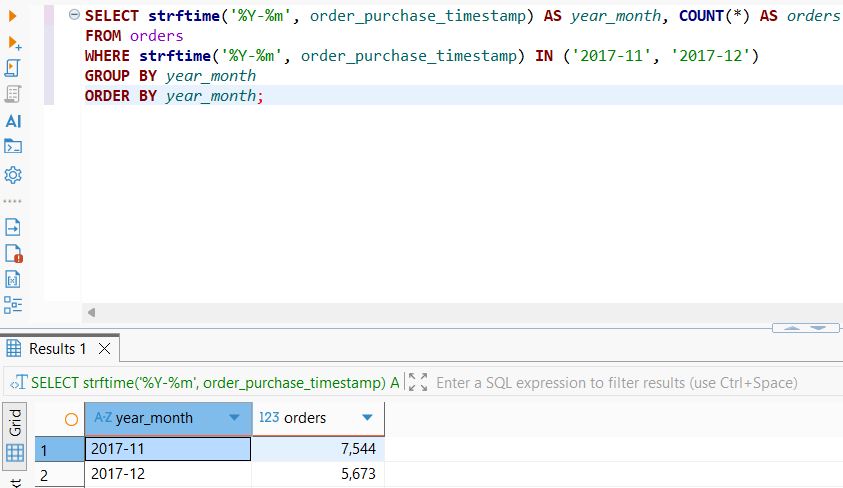 SELECT strftime('%Y-%m', order_purchase_timestamp) AS year_month, COUNT(*) AS orders
FROM orders
WHERE strftime('%Y-%m', order_purchase_timestamp) IN ('2017-11', '2017-12')
GROUP BY year_month
ORDER BY year_month;
AI
Results 1
SELECT strftime('%Y-%m', order_purchase_timestamp) A
Enter a SQL expression to filter results (use Ctrl+Space)
Grid
A-Z year_month 123 orders
1 2017-11 7,544
2 2017-12 5,673